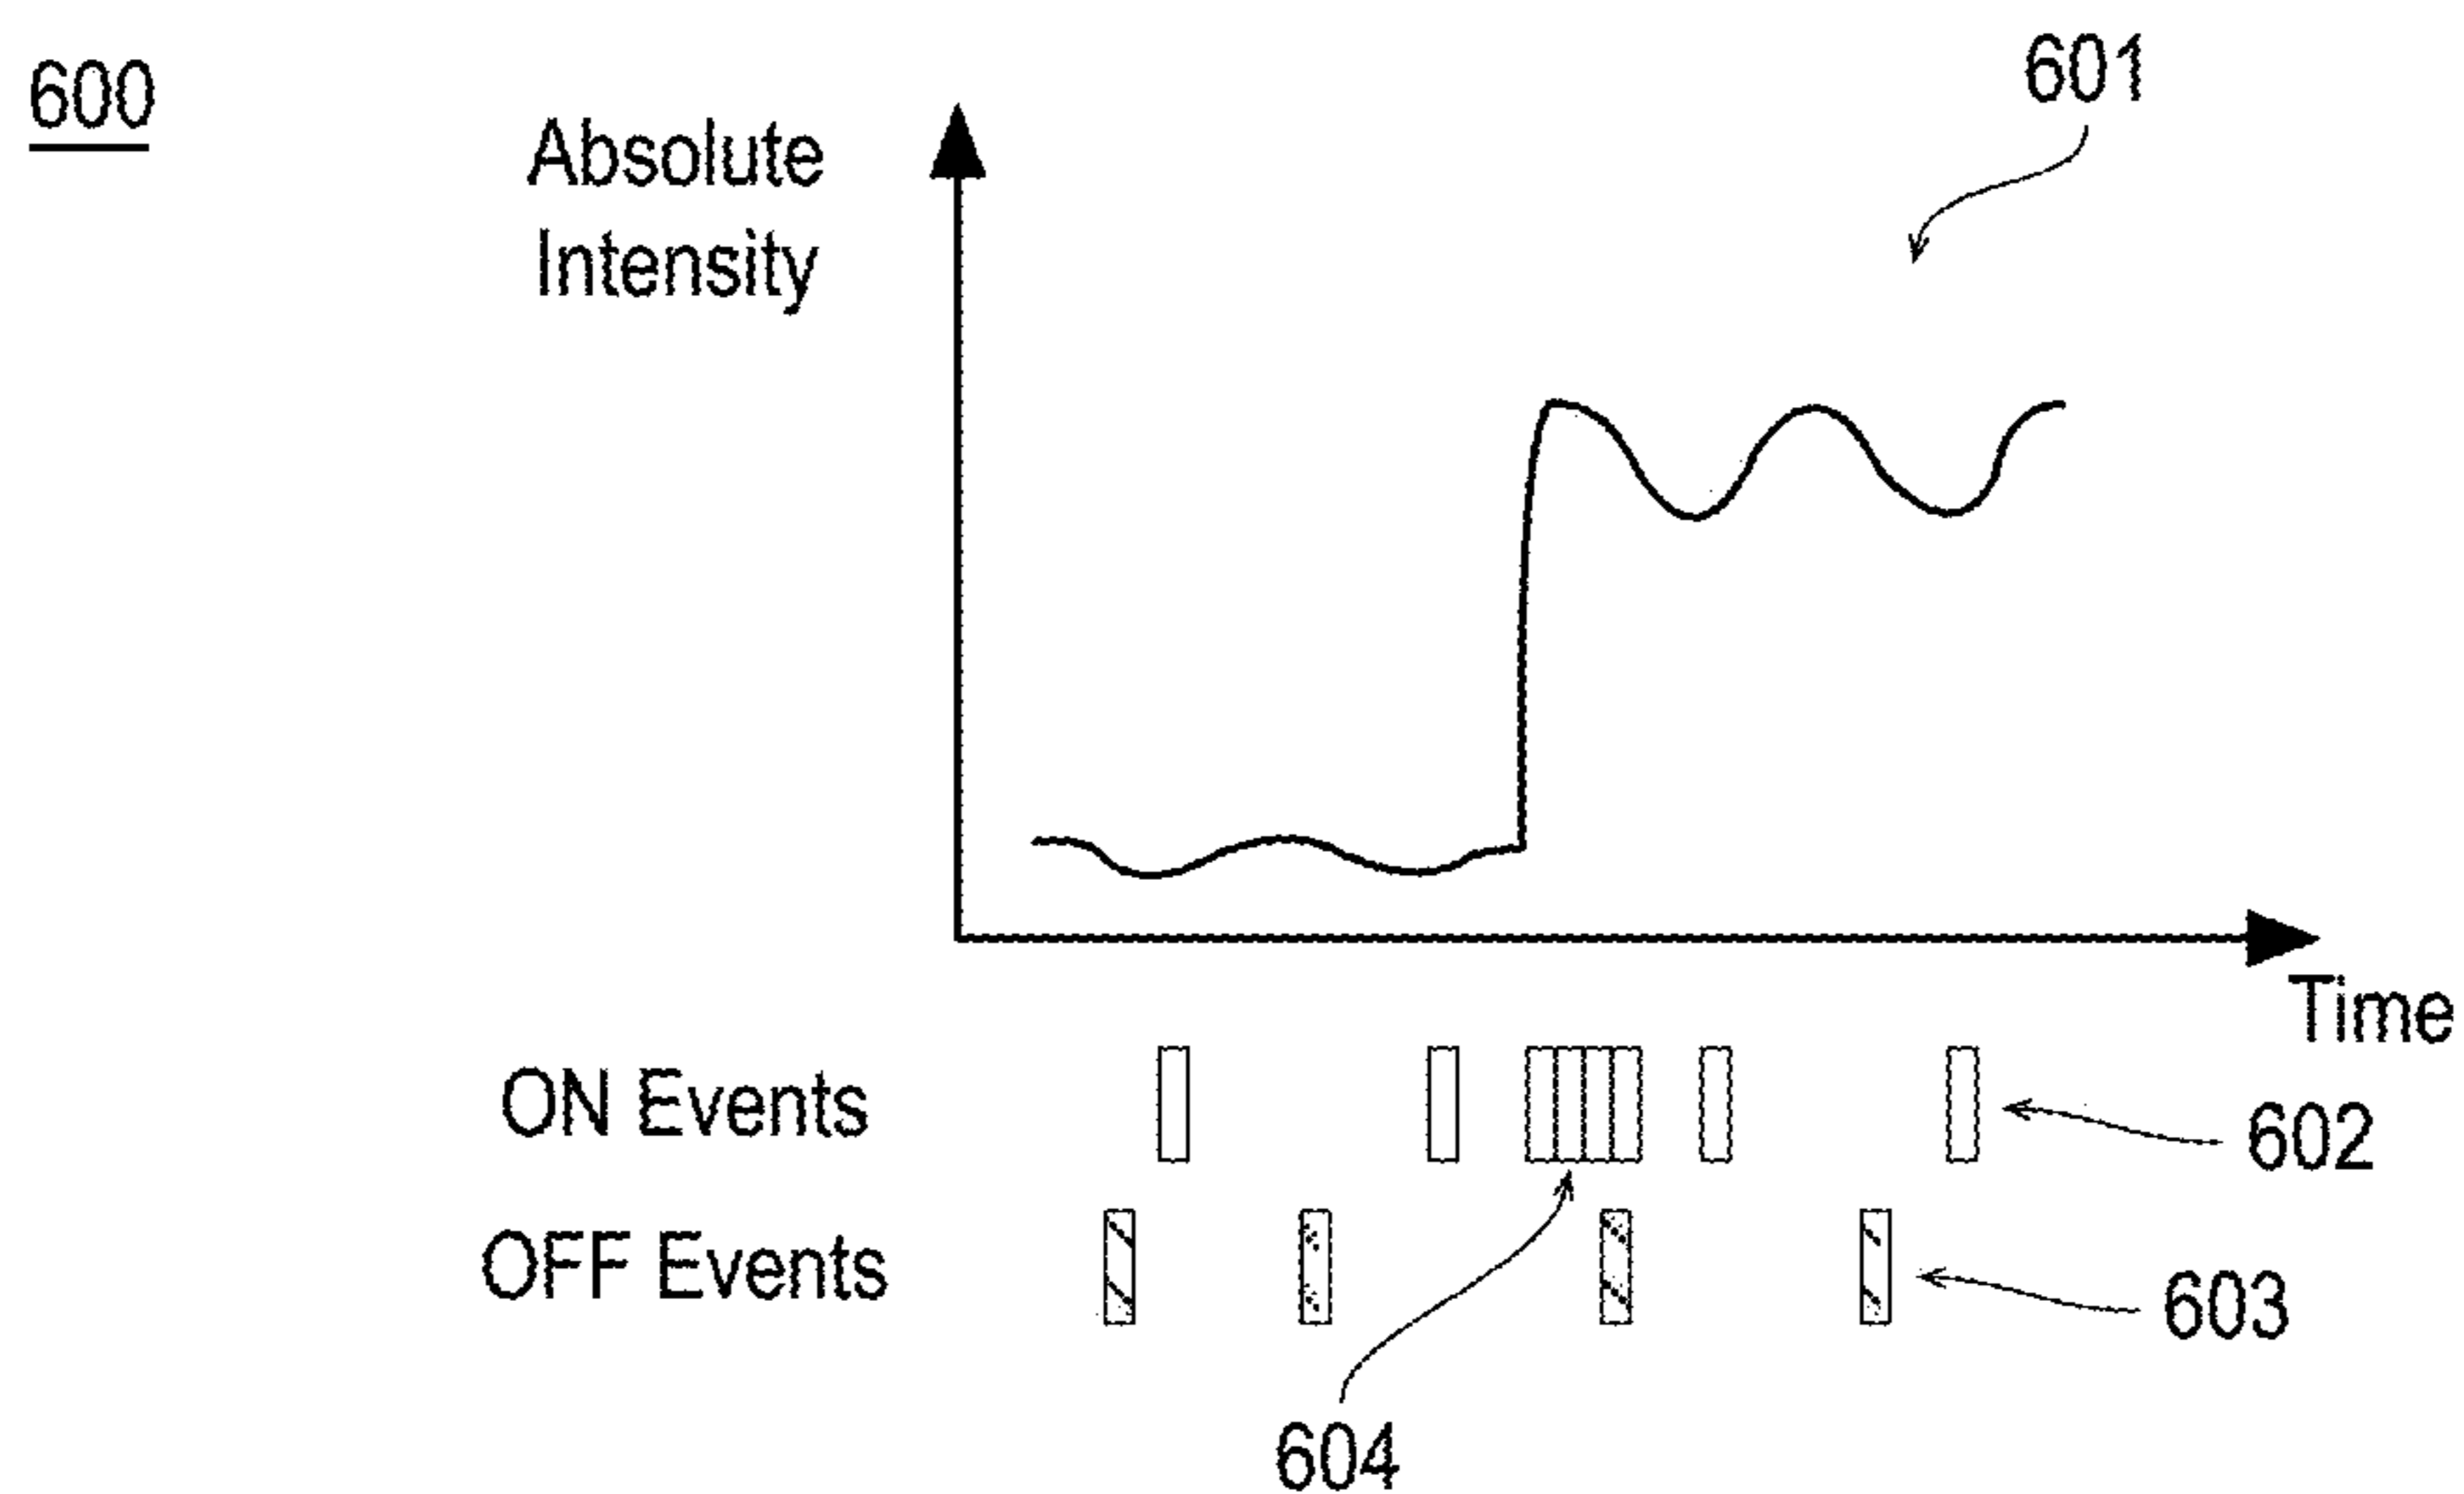 600
601
Absolute
Intensity
Time
ON Events
602
OFF Events
603
604